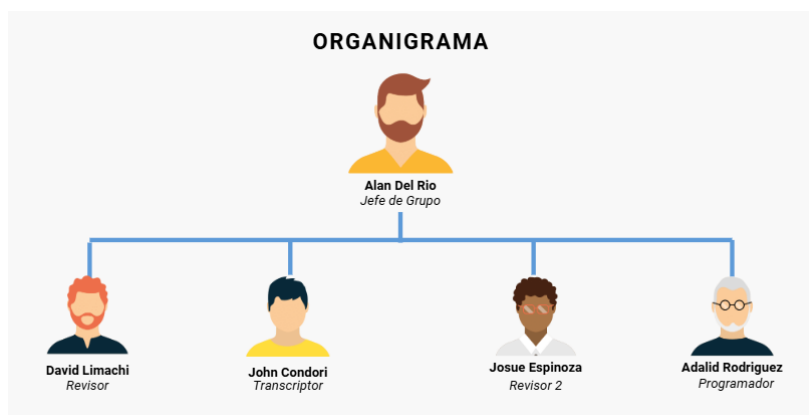 ORGANIGRAMA
Alan Del Rio
Jefe de Grupo
David Limachi
Revisor
John Condori
Transcriptor
Josue Espinoza
Revisor 2
Adalid Rodriguez
Programador